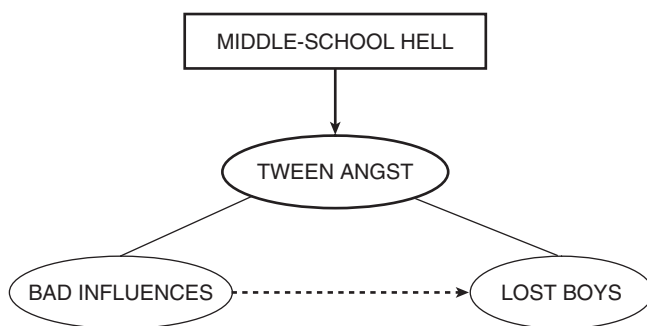 MIDDLE-SCHOOL HELL
TWEEN ANGST
BAD INFLUENCES
LOST BOYS